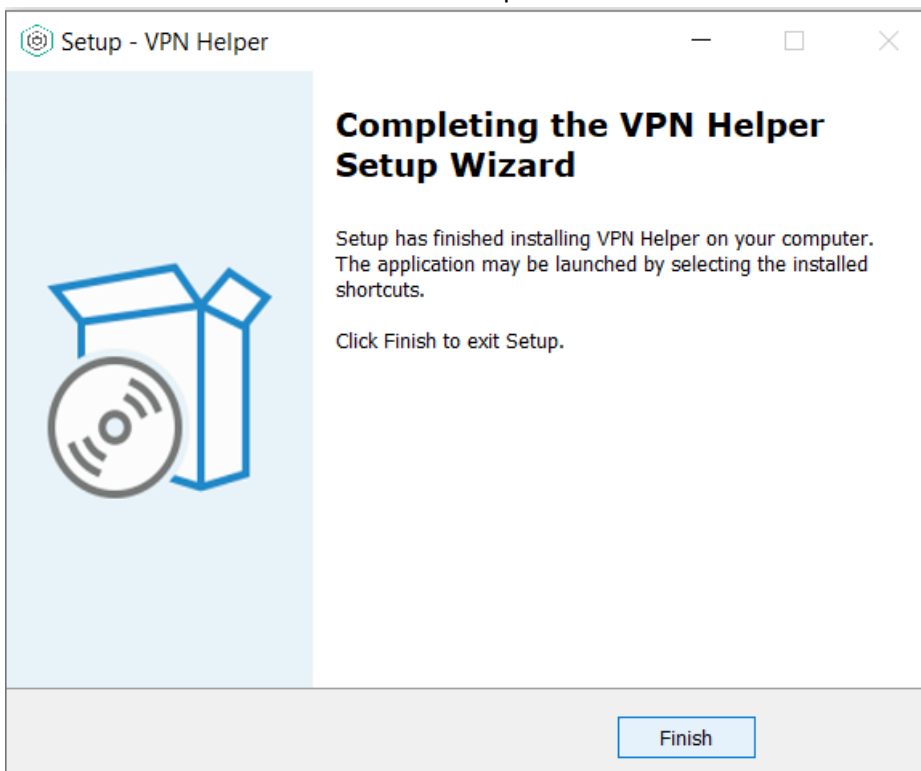 Setup - VPN Helper
Completing the VPN Helper
Setup Wizard
Setup has finished installing VPN Helper on your computer.
The application may be launched by selecting the installed
shortcuts.
Click Finish to exit Setup.
Finish